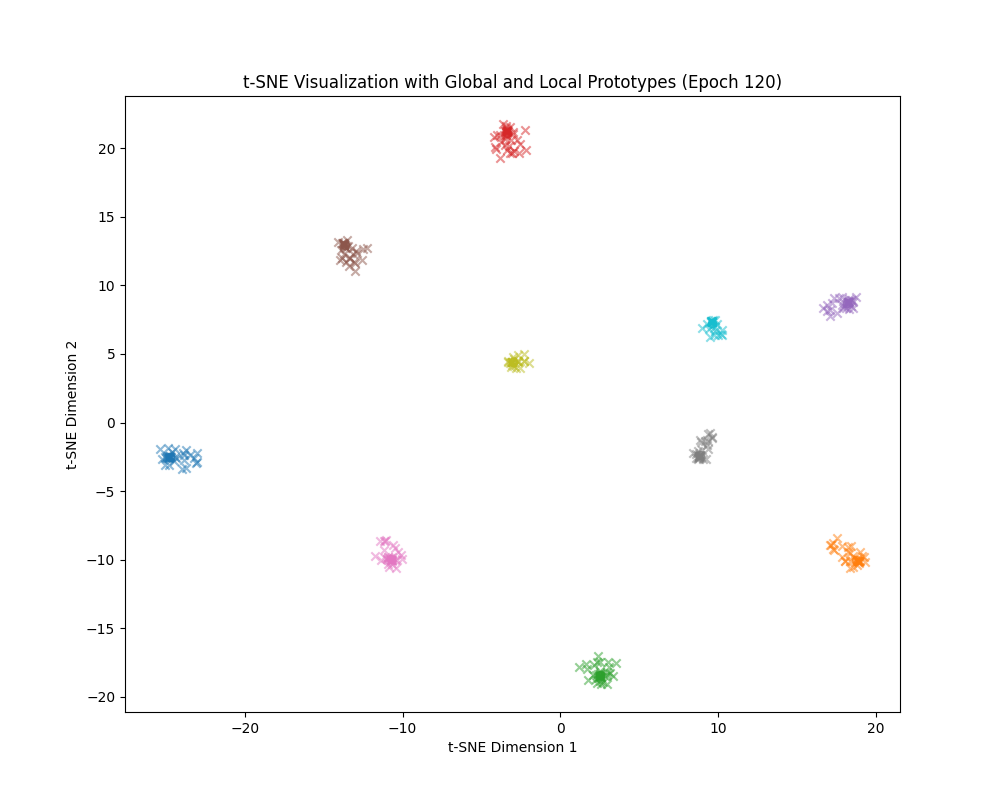 t-SNE Visualization with Global and Local Prototypes (Epoch 120)
20
15
10
5
0
−5
−10
−15
−20
t-SNE Dimension 2
−20 −10 0 10 20
t-SNE Dimension 1